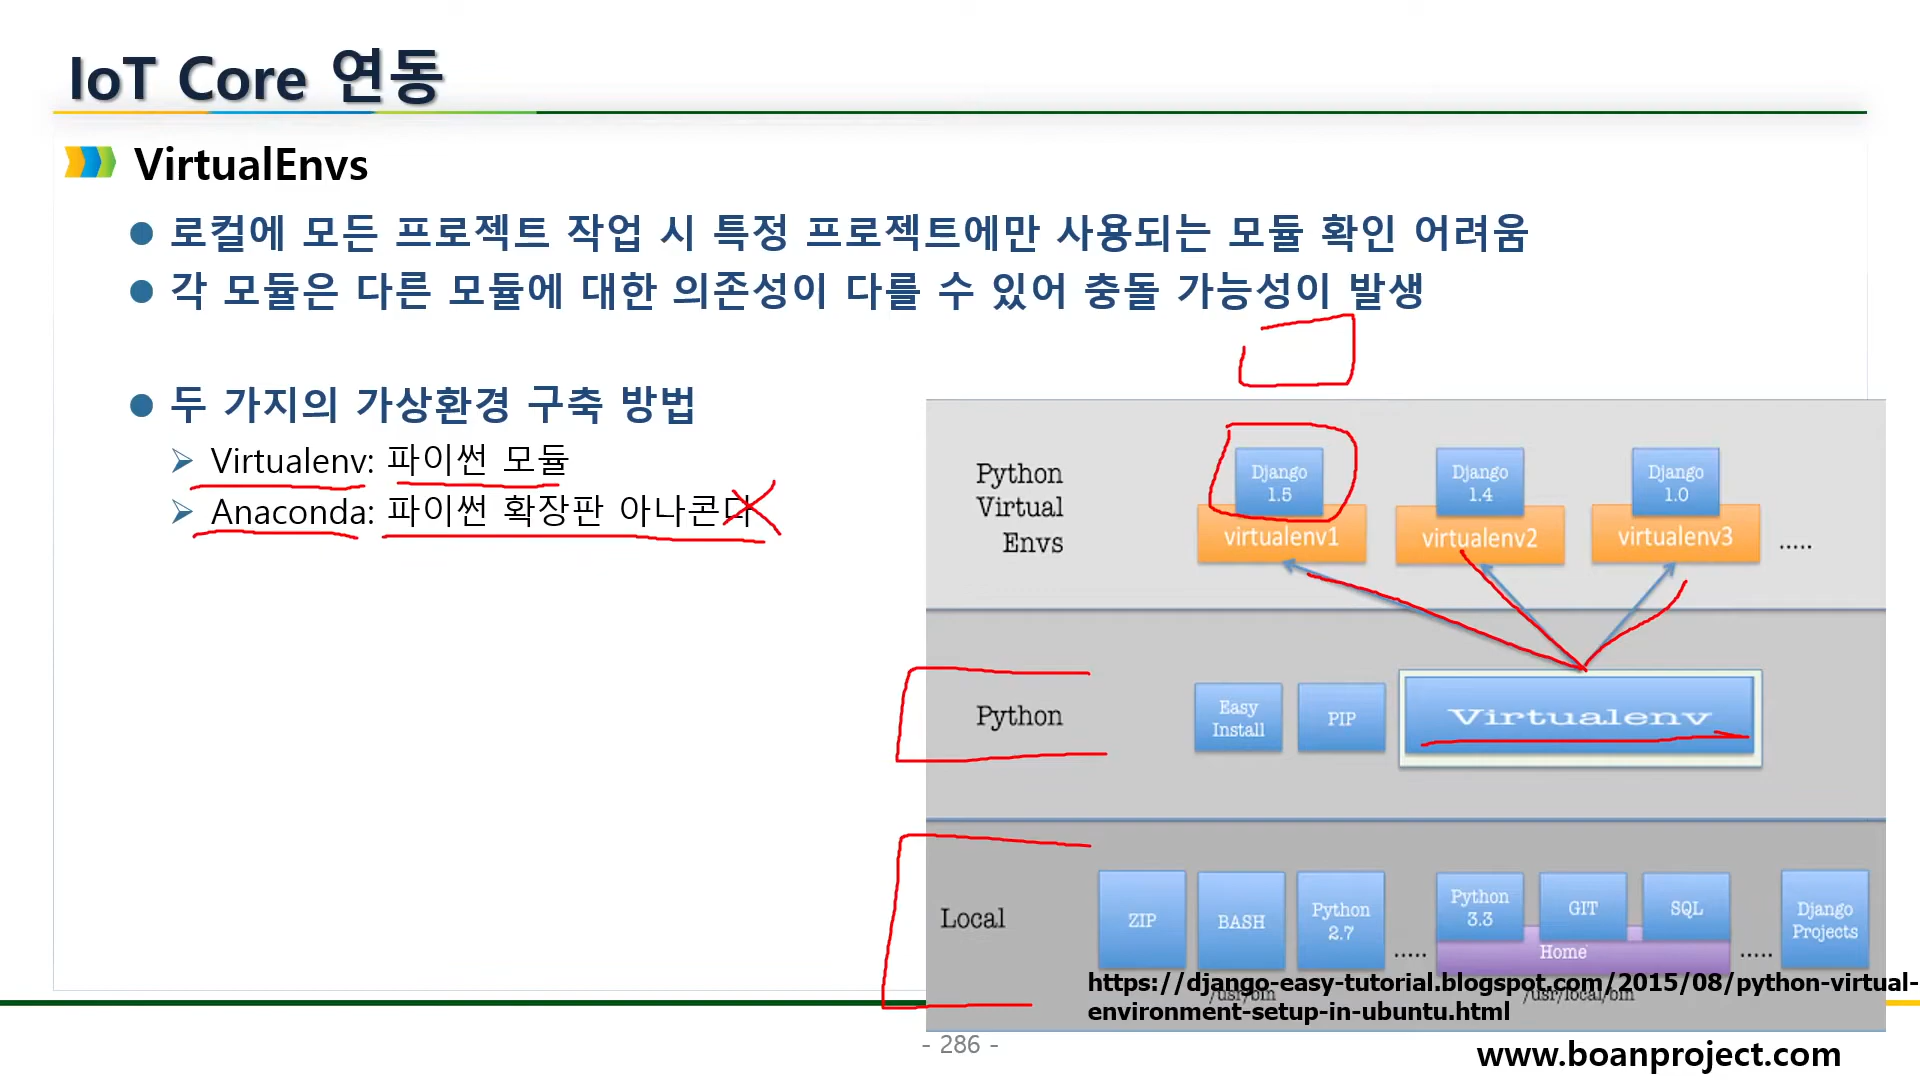 IoT Core 연동
VirtualEnvs
로컬에 모든 프로젝트 작업 시 특정 프로젝트에만 사용되는 모듈 확인 어려움
각 모듈은 다른 모듈에 대한 의존성이 다를 수 있어 충돌 가능성이 발생
두 가지의 가상환경 구축 방법
Virtualenv: 파이썬 모듈
Anaconda: 파이썬 확장판 아나콘다
Python
Virtual
Envs
Django
1.5
Django
1.4
Django
1.0
virtualenv1
virtualenv2
virtualenv3
.....
Python
Easy
Install
PIP
Virtualenv
Local
ZIP
BASH
Python
2.7
.....
Python
3.3
GIT
SQL
Home
.....
Django
Projects
/usr/bin
/usr/local/bin
https://django-easy-tutorial.blogspot.com/2015/08/python-virtual-
environment-setup-in-ubuntu.html
- 286 -
www.boanproject.com